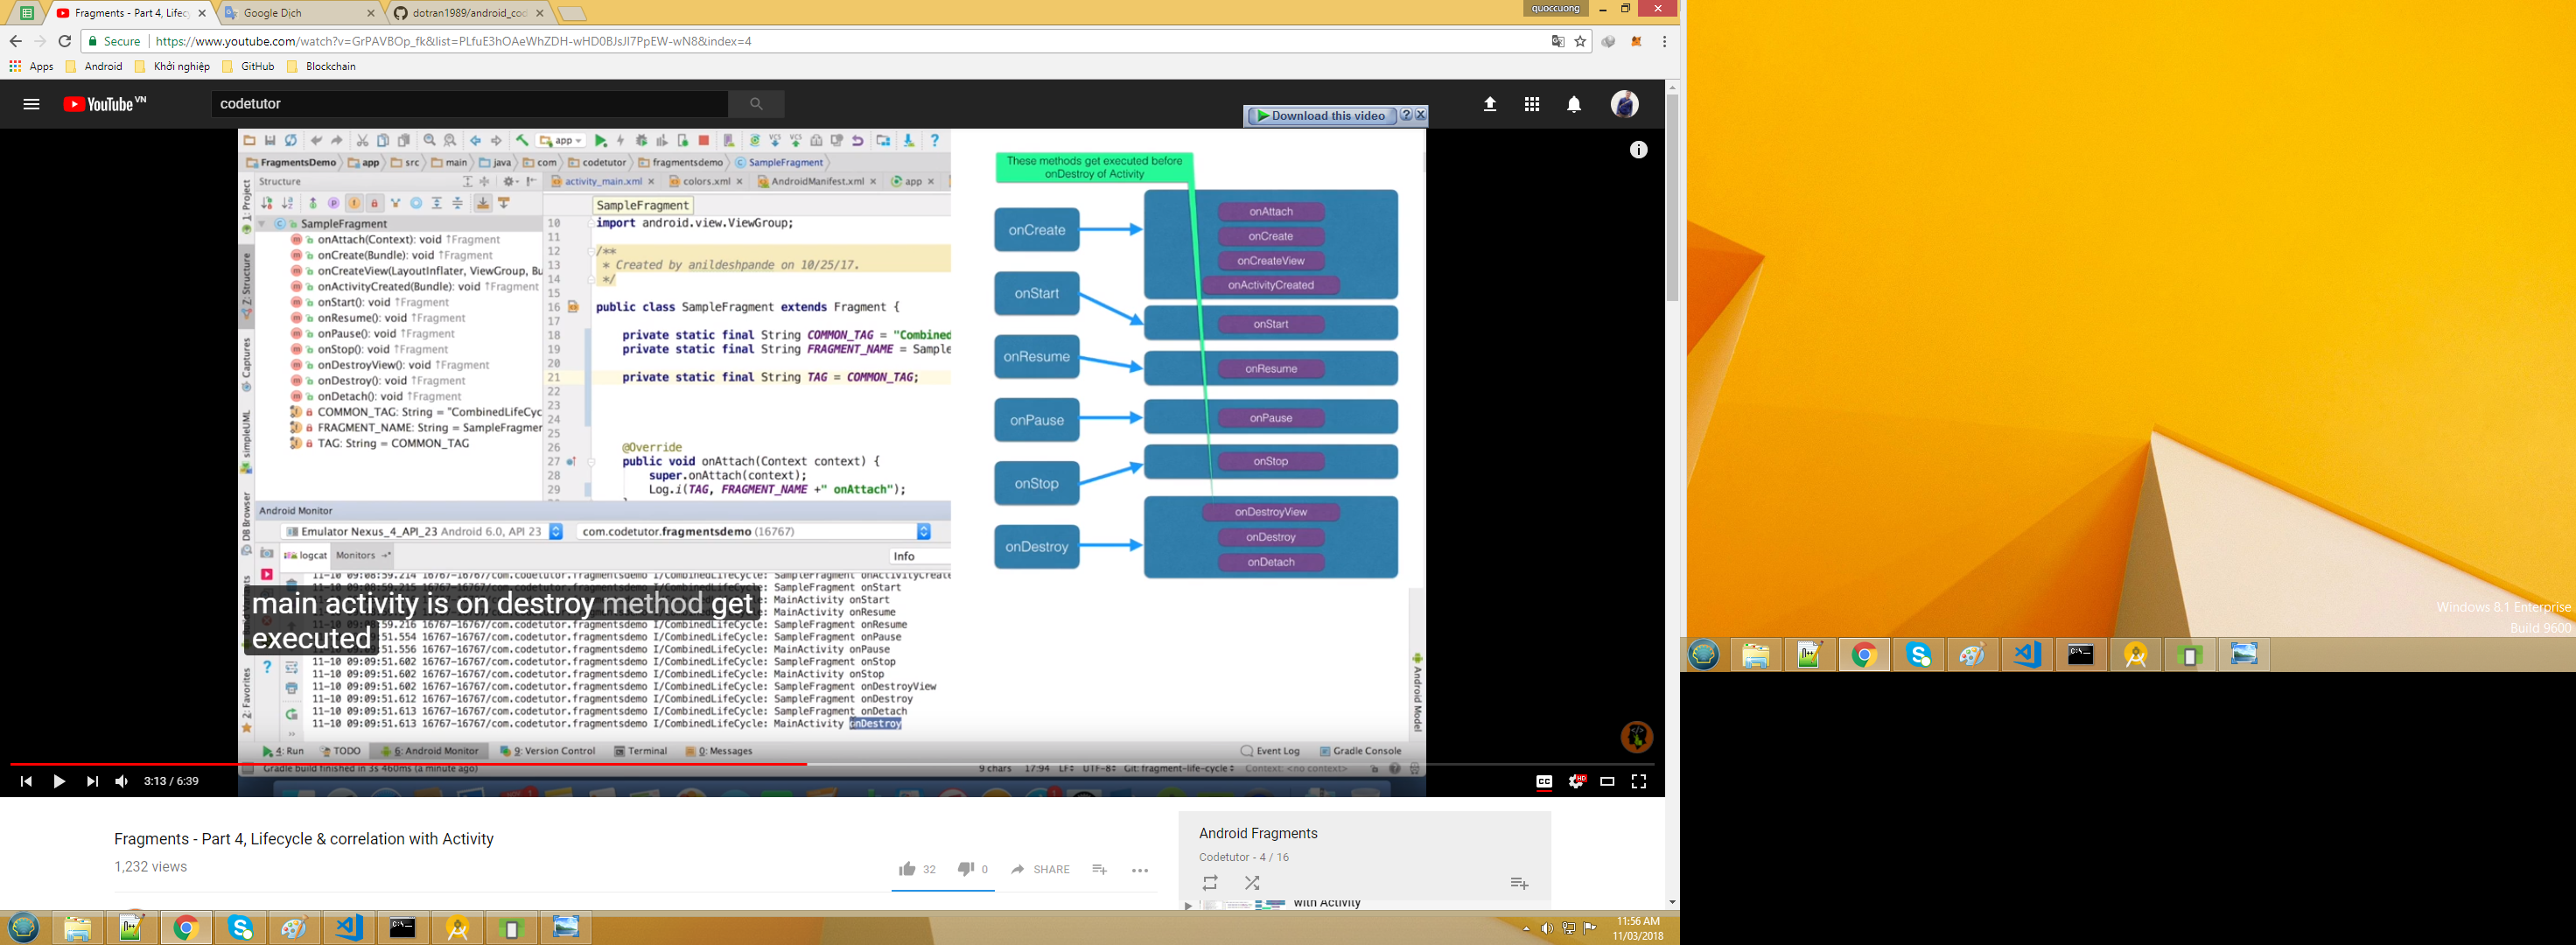 Fragments - Part 4, Lifec
Google Dịch
dotran1989/android_cod
quoccuong
Secure
https://www.youtube.com/watch?v=GrPAVBOp_fk&list=PLfuE3hOAeWhZDH-wHD0BJsJl7PpEW-wN8&index=4
Apps
Android
Khởi nghiệp
GitHub
Blockchain
YouTube VN
codetutor
Download this video
app
FragmentsDemo
app
src
main
java
com
codetutor
fragmentsdemo
SampleFragment
Structure
activity_main.xml
colors.xml
AndroidManifest.xml
app
SampleFragment
SampleFragment
onAttach(Context): void ↑Fragment
onCreate(Bundle): void ↑Fragment
onCreateView(LayoutInflater, ViewGroup, Bu
onActivityCreated(Bundle): void ↑Fragment
onStart(): void ↑Fragment
onResume(): void ↑Fragment
onPause(): void ↑Fragment
onStop(): void ↑Fragment
onDestroyView(): void ↑Fragment
onDestroy(): void ↑Fragment
onDetach(): void ↑Fragment
COMMON_TAG: String = "CombinedLifeCyc
FRAGMENT_NAME: String = SampleFragmer
TAG: String = COMMON_TAG
1: Project
Z: Structure
Captures
simpleUML
DB Browser
2: Favorites
10 import android.view.ViewGroup;
11
12 /**
13 * Created by anildeshpande on 10/25/17.
14 */
15
16 public class SampleFragment extends Fragment {
17
18 private static final String COMMON_TAG = "Combined
19 private static final String FRAGMENT_NAME = Sample
20
21 private static final String TAG = COMMON_TAG;
22
23
24
25
26 @Override
27 public void onAttach(Context context) {
28 super.onAttach(context);
29 Log.i(TAG, FRAGMENT_NAME +" onAttach");
These methods get executed before
onDestroy of Activity
onCreate
onStart
onResume
onPause
onStop
onDestroy
onAttach
onCreate
onCreateView
onActivityCreated
onStart
onResume
onPause
onStop
onDestroyView
onDestroy
onDetach
Android Monitor
Emulator Nexus_4_API_23 Android 6.0, API 23
com.codetutor.fragmentsdemo (16767)
logcat
Monitors
Info
11-10 09:08:59.214 16767-16767/com.codetutor.fragmentsdemo I/CombinedLifeCycle: SampleFragment onActivityCreate
SampleFragment onStart
MainActivity onStart
MainActivity onResume
59.216 16767-16767/com.codetutor.fragmentsdemo I/CombinedLifeCycle: SampleFragment onResume
51.554 16767-16767/com.codetutor.fragmentsdemo I/CombinedLifeCycle: SampleFragment onPause
51.556 16767-16767/com.codetutor.fragmentsdemo I/CombinedLifeCycle: MainActivity onPause
11-10 09:09:51.602 16767-16767/com.codetutor.fragmentsdemo I/CombinedLifeCycle: SampleFragment onStop
11-10 09:09:51.602 16767-16767/com.codetutor.fragmentsdemo I/CombinedLifeCycle: MainActivity onStop
11-10 09:09:51.602 16767-16767/com.codetutor.fragmentsdemo I/CombinedLifeCycle: SampleFragment onDestroyView
11-10 09:09:51.612 16767-16767/com.codetutor.fragmentsdemo I/CombinedLifeCycle: SampleFragment onDestroy
11-10 09:09:51.613 16767-16767/com.codetutor.fragmentsdemo I/CombinedLifeCycle: SampleFragment onDetach
11-10 09:09:51.613 16767-16767/com.codetutor.fragmentsdemo I/CombinedLifeCycle: MainActivity onDestroy
main activity is on destroy method get
executed
Android Model
4: Run
TODO
6: Android Monitor
9: Version Control
Terminal
0: Messages
Event Log
Gradle Console
Gradle build finished in 3s 460ms (a minute ago)
9 chars
17:94
LF
UTF-8
Git: fragment-life-cycle
Context: <no context>
3:13 / 6:39
CC
HD
Fragments - Part 4, Lifecycle & correlation with Activity
1,232 views
32
0
SHARE
Android Fragments
Codetutor - 4 / 16
with Activity
11:56 AM
11/03/2018
Windows 8.1 Enterprise
Build 9600